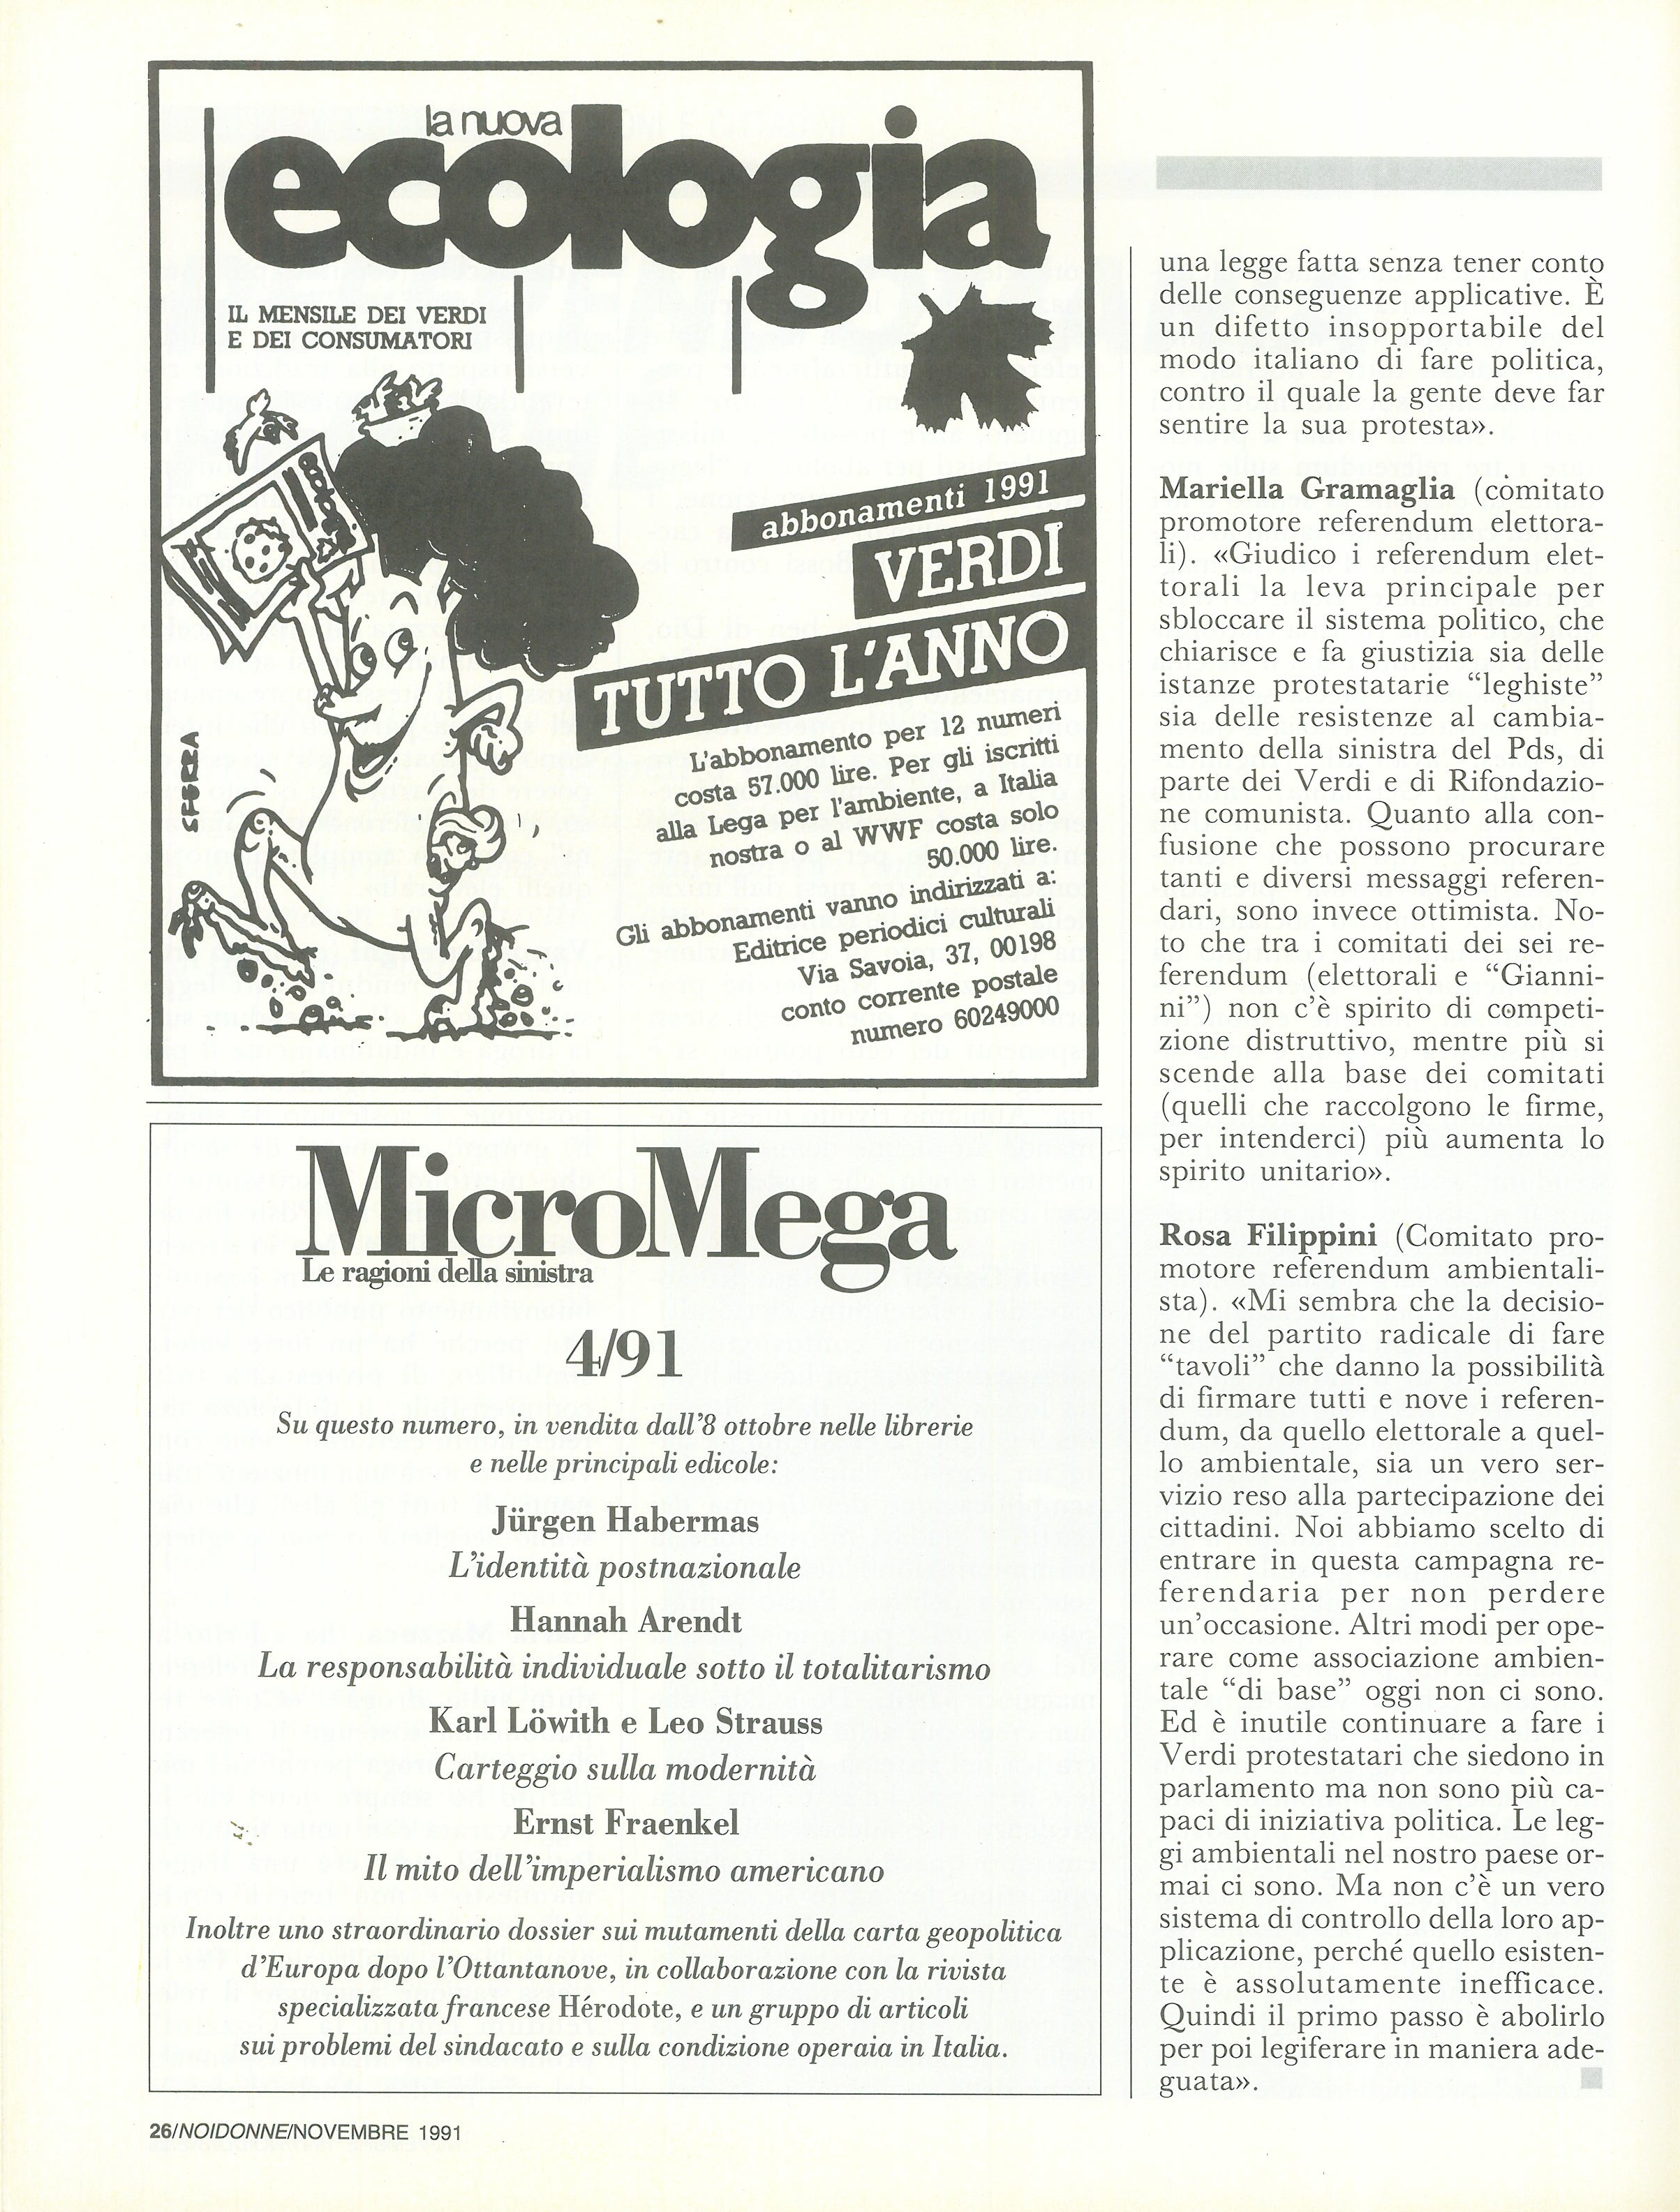 la nuova
ecologia
IL MENSILE DEI VERDI
E DEI CONSUMATORI
ecologia
SFORZA
abbonamenti 1991
VERDI
TUTTO L'ANNO
L'abbonamento per 12 numeri
costa 57.000 lire. Per gli iscritti
alla Lega per l'ambiente, a Italia
nostra o al WWF costa solo
50.000 lire.
Gli abbonamenti vanno indirizzati a:
Editrice periodici culturali
Via Savoia, 37, 00198
conto corrente postale
numero 60249000
MicroMega
Le ragioni della sinistra
4/91
Su questo numero, in vendita dall'8 ottobre nelle librerie
e nelle principali edicole:
Jürgen Habermas
L'identità postnazionale
Hannah Arendt
La responsabilità individuale sotto il totalitarismo
Karl Löwith e Leo Strauss
Carteggio sulla modernità
Ernst Fraenkel
Il mito dell'imperialismo americano
Inoltre uno straordinario dossier sui mutamenti della carta geopolitica
d'Europa dopo l'Ottantanove, in collaborazione con la rivista
specializzata francese Hérodote, e un gruppo di articoli
sui problemi del sindacato e sulla condizione operaia in Italia.
una legge fatta senza tener conto
delle conseguenze applicative. È
un difetto insopportabile del
modo italiano di fare politica,
contro il quale la gente deve far
sentire la sua protesta».
Mariella Gramaglia (comitato
promotore referendum elettora-
li). «Giudico i referendum elet-
torali la leva principale per
sbloccare il sistema politico, che
chiarisce e fa giustizia sia delle
istanze protestatarie “leghiste”
sia delle resistenze al cambia-
mento della sinistra del Pds, di
parte dei Verdi e di Rifondazio-
ne comunista. Quanto alla con-
fusione che possono procurare
tanti e diversi messaggi referen-
dari, sono invece ottimista. No-
to che tra i comitati dei sei re-
ferendum (elettorali e “Gianni-
ni”) non c'è spirito di competi-
zione distruttivo, mentre più si
scende alla base dei comitati
(quelli che raccolgono le firme,
per intenderci) più aumenta lo
spirito unitario».
Rosa Filippini (Comitato pro-
motore referendum ambientali-
sta). «Mi sembra che la decisio-
ne del partito radicale di fare
“tavoli” che danno la possibilità
di firmare tutti e nove i referen-
dum, da quello elettorale a quel-
lo ambientale, sia un vero ser-
vizio reso alla partecipazione dei
cittadini. Noi abbiamo scelto di
entrare in questa campagna re-
ferendaria per non perdere
un'occasione. Altri modi per ope-
rare come associazione ambien-
tale “di base” oggi non ci sono.
Ed è inutile continuare a fare i
Verdi protestatari che siedono in
parlamento ma non sono più ca-
paci di iniziativa politica. Le leg-
gi ambientali nel nostro paese or-
mai ci sono. Ma non c'è un vero
sistema di controllo della loro ap-
plicazione, perché quello esisten-
te è assolutamente inefficace.
Quindi il primo passo è abolirlo
per poi legiferare in maniera ade-
guata».
26/NOIDONNE/NOVEMBRE 1991